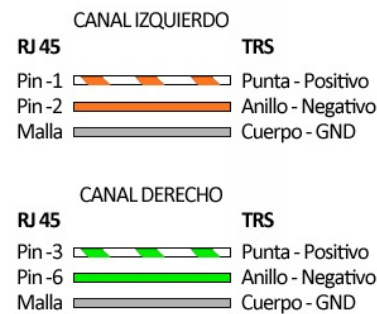 CANAL IZQUIERDO
RJ 45 TRS
Pin -1 Punta - Positivo
Pin -2 Anillo - Negativo
Malla Cuerpo - GND
CANAL DERECHO
RJ 45 TRS
Pin -3 Punta - Positivo
Pin -6 Anillo - Negativo
Malla Cuerpo - GND